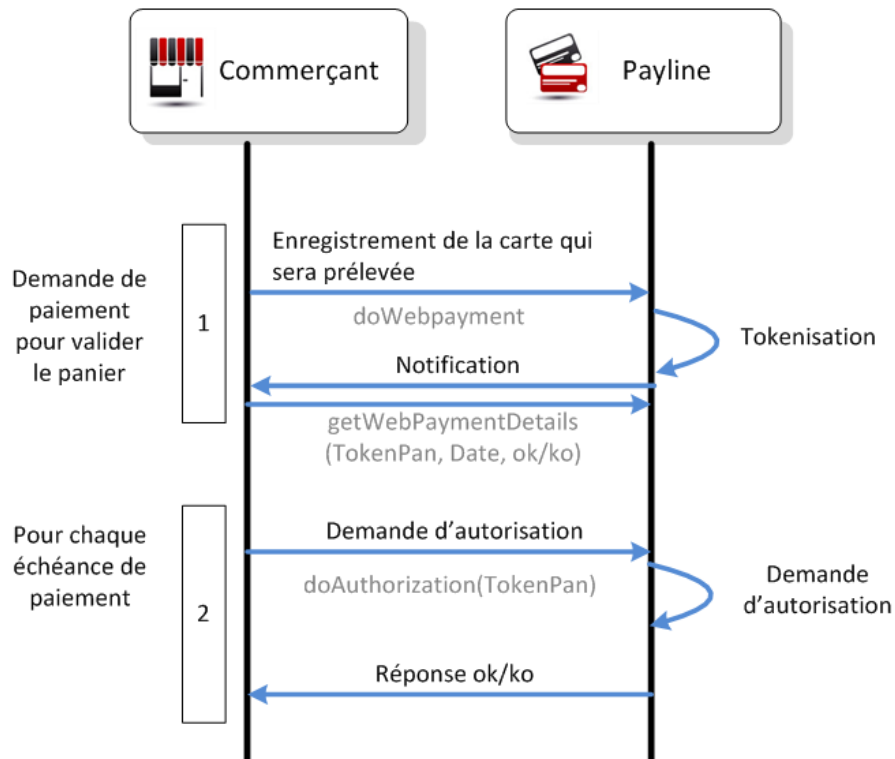 Commerçant
Payline
Demande de
paiement
pour valider
le panier
1
Enregistrement de la carte qui
sera prélevée
doWebpayment
Tokenisation
Notification
getWebPaymentDetails
(TokenPan, Date, ok/ko)
Pour chaque
échéance de
paiement
2
Demande d’autorisation
doAuthorization(TokenPan)
Demande
d’autorisation
Réponse ok/ko